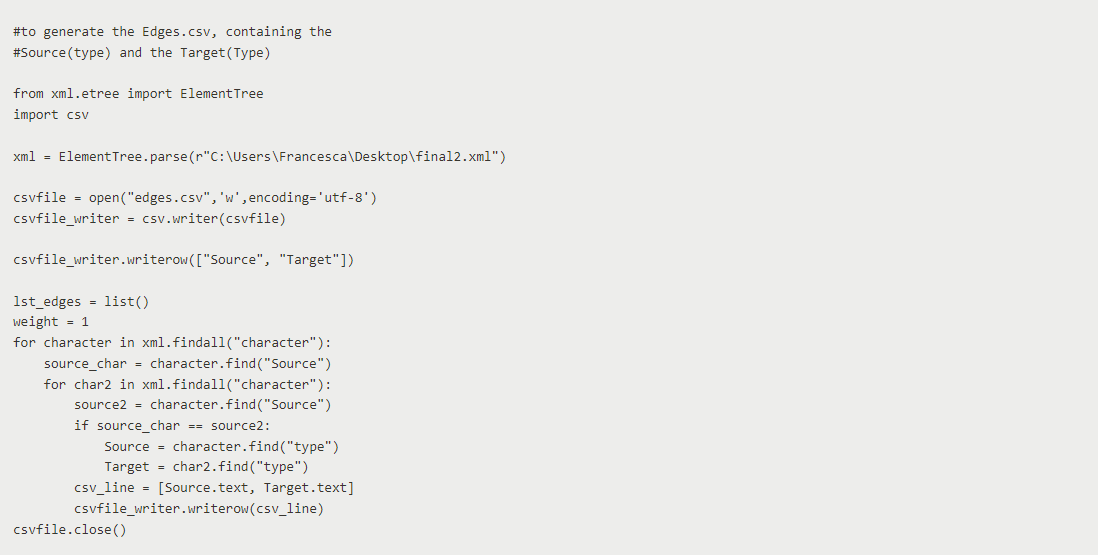 #to generate the Edges.csv, containing the
#Source(type) and the Target(Type)

from xml.etree import ElementTree
import csv

xml = ElementTree.parse(r"C:\Users\Francesca\Desktop\final2.xml")

csvfile = open("edges.csv",'w',encoding='utf-8')
csvfile_writer = csv.writer(csvfile)

csvfile_writer.writerow(["Source", "Target"])

lst_edges = list()
weight = 1
for character in xml.findall("character"):
    source_char = character.find("Source")
    for char2 in xml.findall("character"):
        source2 = character.find("Source")
        if source_char == source2:
            Source = character.find("type")
            Target = char2.find("type")
        csv_line = [Source.text, Target.text]
        csvfile_writer.writerow(csv_line)
csvfile.close()